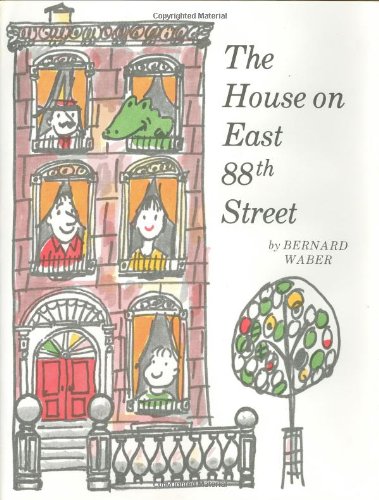 Copyrighted Material
The
House on
East
88th
Street
by BERNARD
WABER
Copyrighted Material